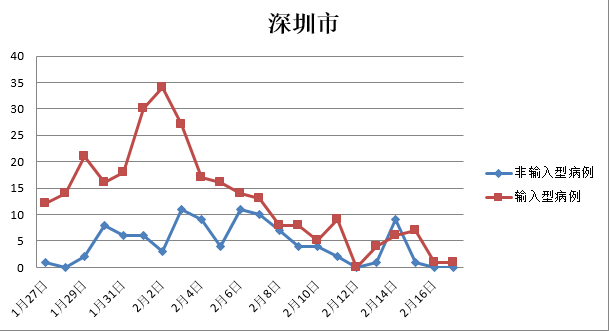 深圳市
40
35
30
25
20
15
10
5
0
1月27日
1月29日
1月31日
2月2日
2月4日
2月6日
2月8日
2月10日
2月12日
2月14日
2月16日
非输入型病例
输入型病例